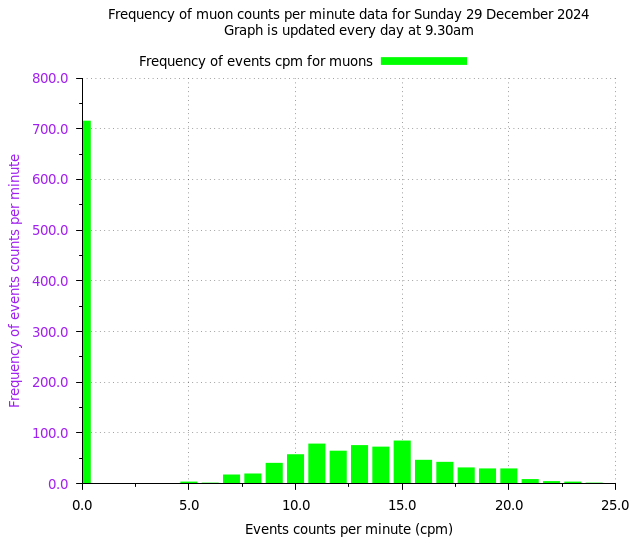 Frequency of muon counts per minute data for Sunday 29 December 2024
Graph is updated every day at 9.30am
Frequency of events cpm for muons
800.0
700.0
600.0
500.0
400.0
300.0
200.0
100.0
0.0
Frequency of events counts per minute
0.0 5.0 10.0 15.0 20.0 25.0
Events counts per minute (cpm)